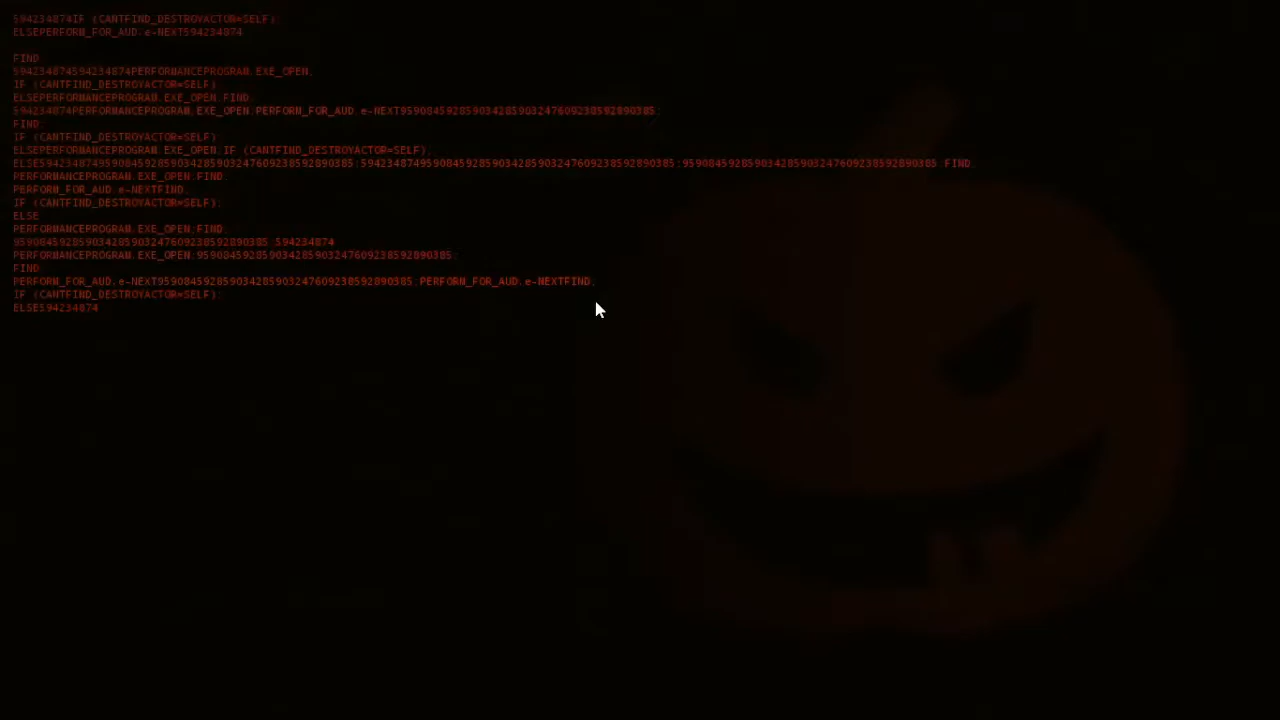 594234874IF (CANTFIND_DESTROYACTOR=SELF);
ELSEPERFORM_FOR_AUD.e-NEXT594234874
FIND
594234874594234874PERFORMANCEPROGRAM.EXE_OPEN;
IF (CANTFIND_DESTROYACTOR=SELF)
ELSEPERFORMANCEPROGRAM.EXE_OPEN;FIND;
594234874PERFORMANCEPROGRAM.EXE_OPEN;PERFORM_FOR_AUD.e-NEXT959084592859034285903247609238592890385;
FIND;
IF (CANTFIND_DESTROYACTOR=SELF)
ELSEPERFORMANCEPROGRAM.EXE_OPEN;IF (CANTFIND_DESTROYACTOR=SELF);
ELSE594234874959084592859034285903247609238592890385;594234874959084592859034285903247609238592890385;959084592859034285903247609238592890385 FIND;
PERFORMANCEPROGRAM.EXE_OPEN;FIND;
PERFORM_FOR_AUD.e-NEXTFIND;
IF (CANTFIND_DESTROYACTOR=SELF);
ELSE
PERFORMANCEPROGRAM.EXE_OPEN;FIND;
959084592859034285903247609238592890385 594234874
PERFORMANCEPROGRAM.EXE_OPEN;959084592859034285903247609238592890385;
FIND
PERFORM_FOR_AUD.e-NEXT959084592859034285903247609238592890385;PERFORM_FOR_AUD.e-NEXTFIND;
IF (CANTFIND_DESTROYACTOR=SELF);
ELSE594234874